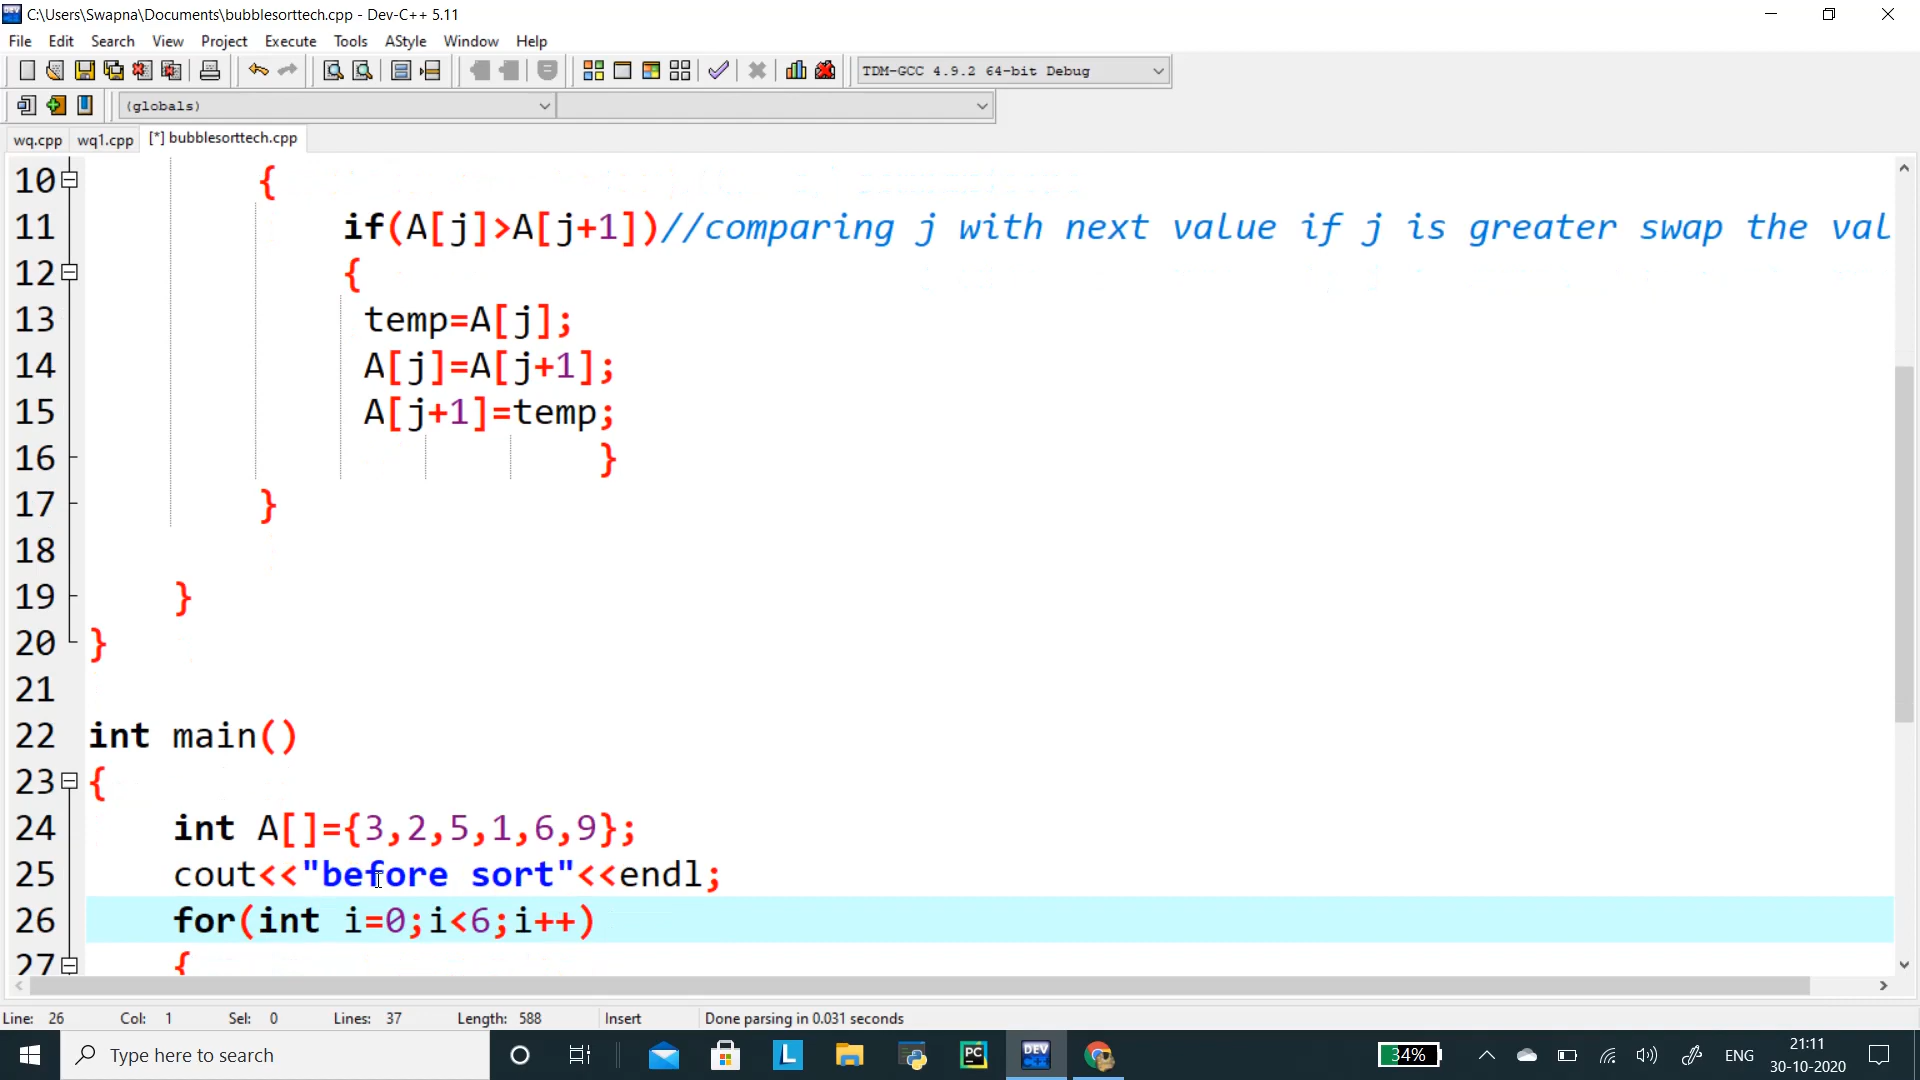 C:\Users\Swapna\Documents\bubblesorttech.cpp - Dev-C++ 5.11
File Edit Search View Project Execute Tools AStyle Window Help
TDM-GCC 4.9.2 64-bit Debug
(globals)
wq.cpp wq1.cpp [*] bubblesorttech.cpp
10 {
11 if(A[j]>A[j+1])//comparing j with next value if j is greater swap the val
12 {
13 temp=A[j];
14 A[j]=A[j+1];
15 A[j+1]=temp;
16 }
17 }
18
19 }
20 }
21
22 int main()
23 {
24 int A[]={3,2,5,1,6,9};
25 cout<<"before sort"<<endl;
26 for(int i=0;i<6;i++)
27 {
Line: 26 Col: 1 Sel: 0 Lines: 37 Length: 588 Insert Done parsing in 0.031 seconds
Type here to search
L
PC
DEV
34%
ENG
21:11
30-10-2020